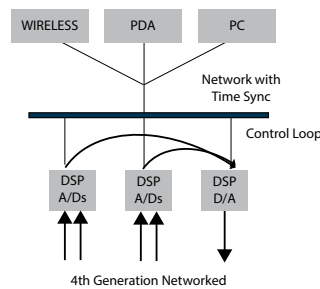 WIRELESS
PDA
PC
Network with
Time Sync
Control Loop
DSP
A/Ds
DSP
A/Ds
DSP
D/A
4th Generation Networked